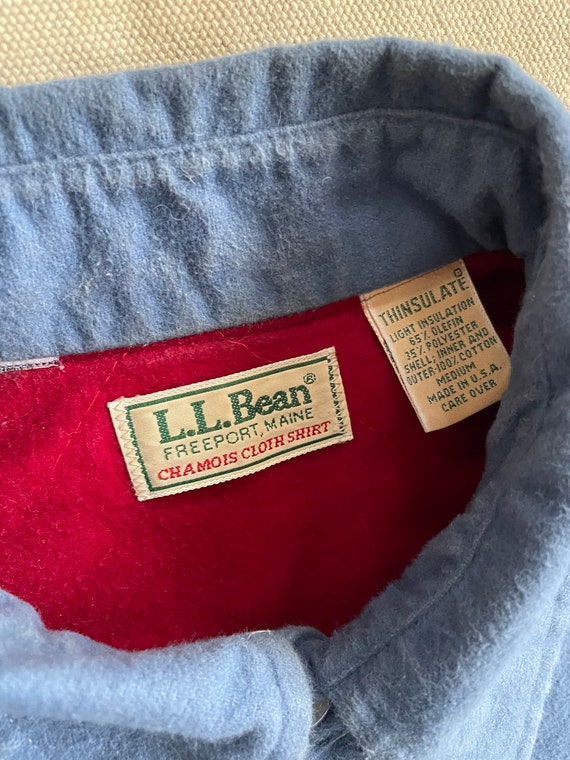 L.L.Bean®
FREEPORT, MAINE
CHAMOIS CLOTH SHIRT
THINSULATE
LIGHT INSULATION
65% OLEFIN
35% POLYESTER
SHELL, INNER AND
OUTER-100% COTTON
MEDIUM
MADE IN U.S.A.
CARE OVER